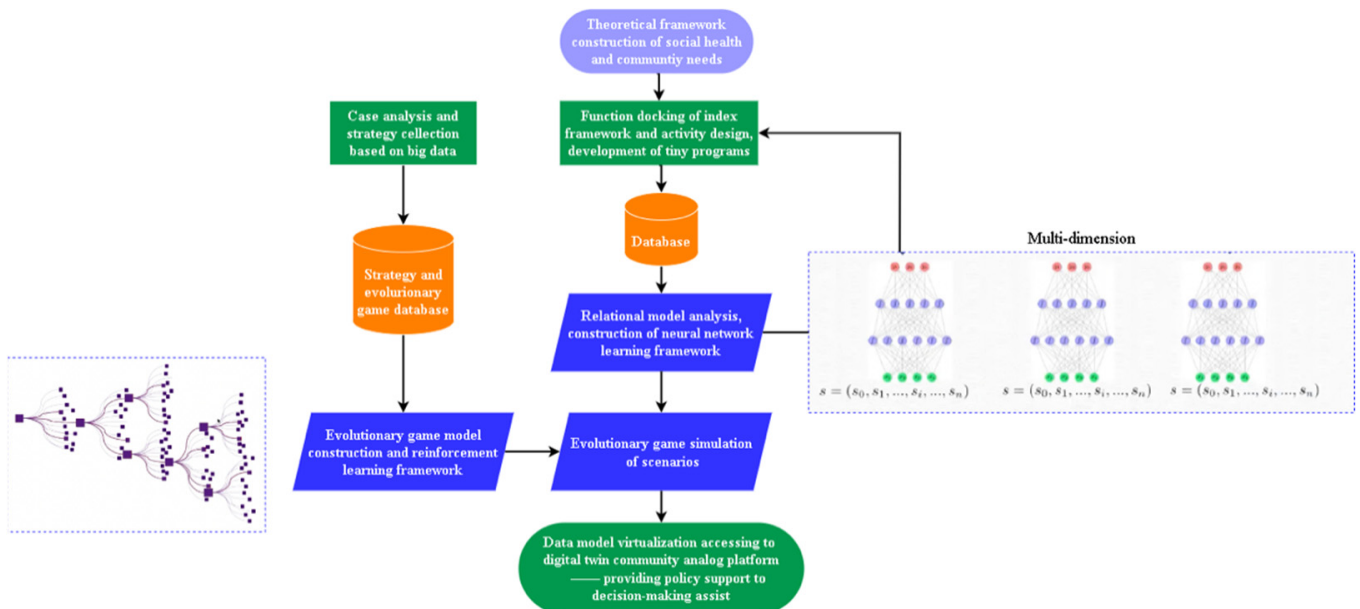 Theoretical framework
construction of social health
and communtiy needs
Case analysis and
strategy cellection
based on big data
Function docking of index
framework and activity design,
development of tiny programs
Database
Strategy and
evolurionary
game database
Multi-dimension
Relational model analysis,
construction of neural network
learning framework
s = (s₀, s₁, ..., sᵢ, ..., sₙ)
s = (s₀, s₁, ..., sᵢ, ..., sₙ)
s = (s₀, s₁, ..., sᵢ, ..., sₙ)
Evolutionary game model
construction and reinforcement
learning framework
Evolutionary game simulation
of scenarios
Data model virtualization accessing to
digital twin community analog platform
—— providing policy support to
decision-making assist